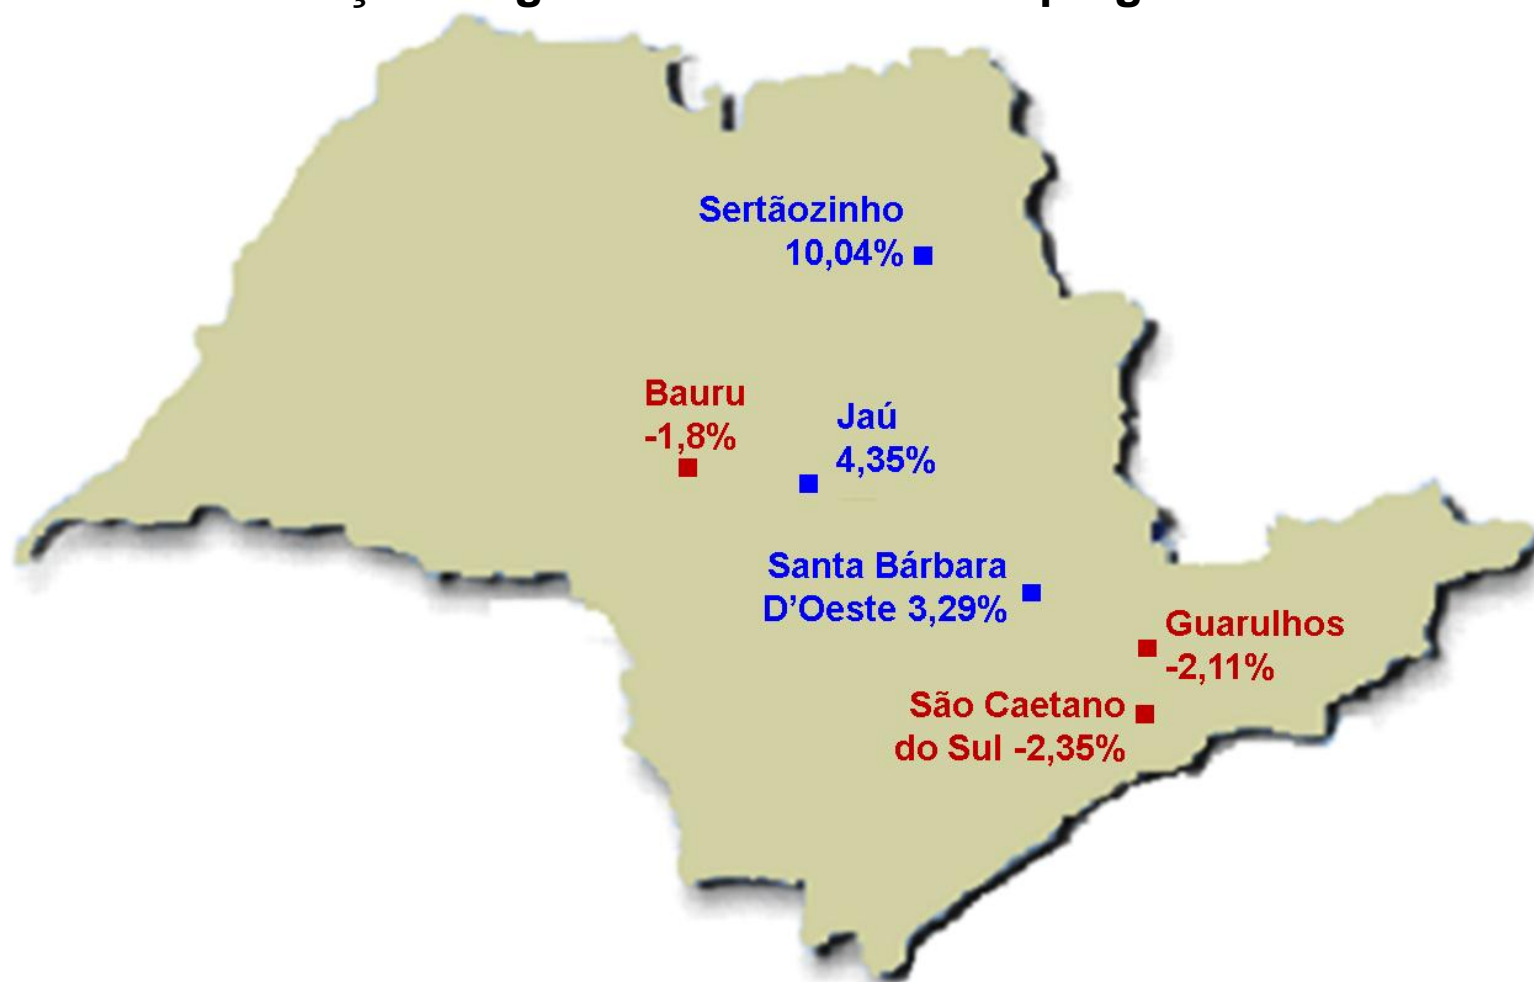 Sertãozinho
10,04%
Bauru
-1,8%
Jaú
4,35%
Santa Bárbara
D’Oeste 3,29%
Guarulhos
-2,11%
São Caetano
do Sul -2,35%